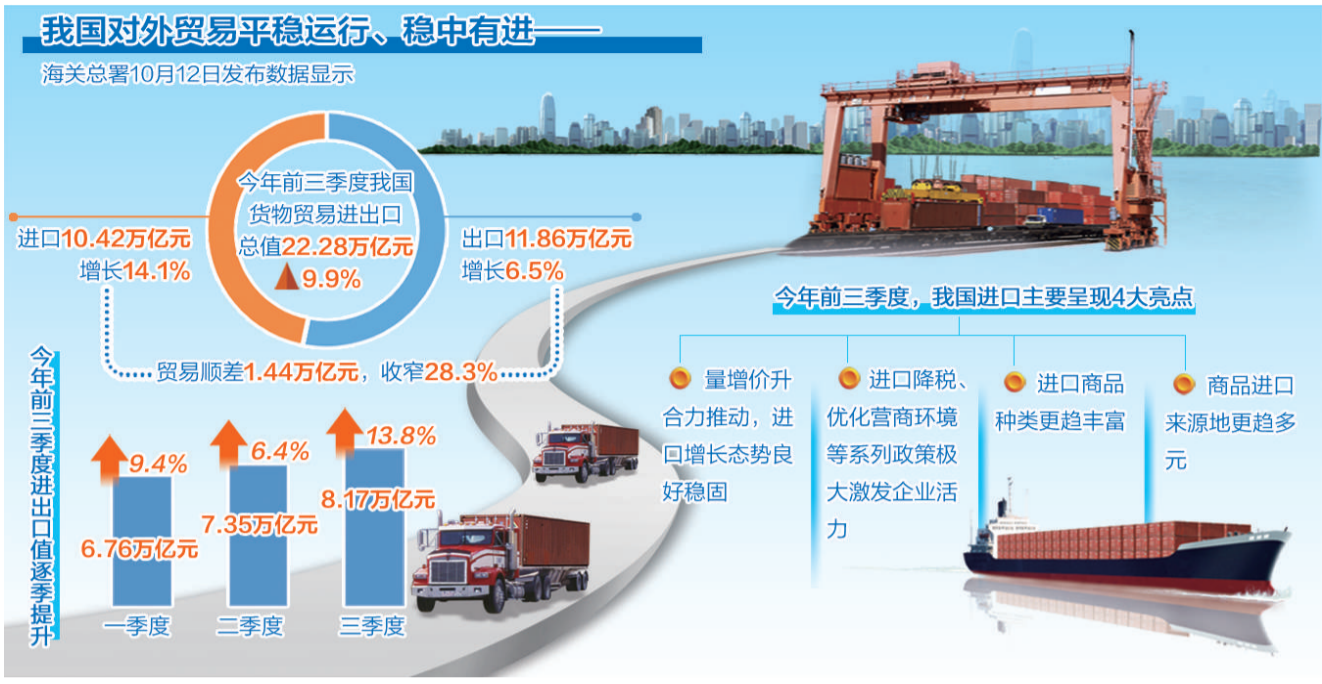 我国对外贸易平稳运行、稳中有进——
海关总署10月12日发布数据显示
今年前三季度我国
货物贸易进出口
总值22.28万亿元
9.9%
进口10.42万亿元
增长14.1%
出口11.86万亿元
增长6.5%
贸易顺差1.44万亿元，收窄28.3%
今年前三季度进出口值逐季提升
9.4%
6.76万亿元
一季度
6.4%
7.35万亿元
二季度
13.8%
8.17万亿元
三季度
今年前三季度，我国进口主要呈现4大亮点
量增价升
合力推动，进
口增长态势良
好稳固
进口降税、
优化营商环境
等系列政策极
大激发企业活
力
进口商品
种类更趋丰富
商品进口
来源地更趋多
元